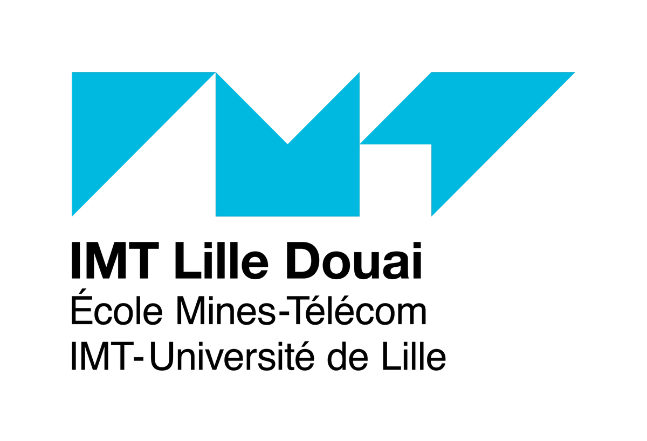 IMT Lille Douai
École Mines-Télécom
IMT-Université de Lille